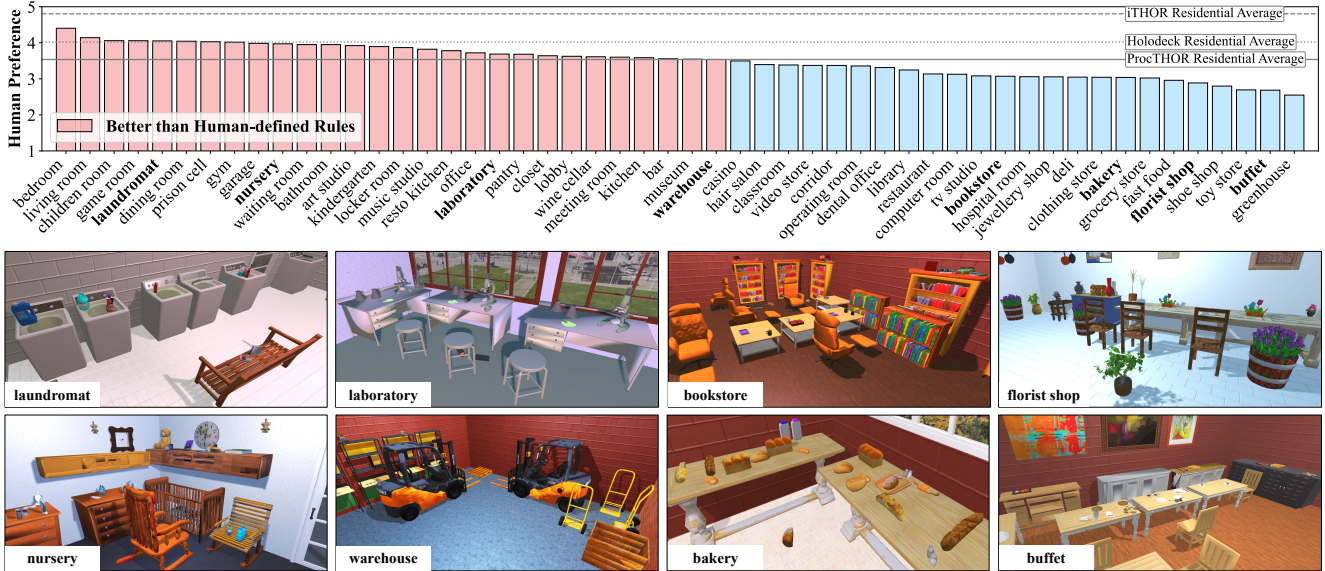 Human Preference
5
4
3
2
1
iTHOR Residential Average
Holodeck Residential Average
ProcTHOR Residential Average
Better than Human-defined Rules
bedroom
living room
children room
game room
laundromat
dining room
prison cell
gym
garage
nursery
waiting room
bathroom
art studio
kindergarten
locker room
music studio
resto kitchen
office
laboratory
pantry
closet
lobby
wine cellar
meeting room
kitchen
bar
museum
warehouse
casino
hair salon
classroom
video store
corridor
operating room
dental office
library
restaurant
computer room
tv studio
bookstore
hospital room
jewellery shop
deli
clothing store
bakery
grocery store
fast food
florist shop
shoe shop
toy store
buffet
greenhouse
laundromat
laboratory
bookstore
florist shop
nursery
warehouse
bakery
buffet